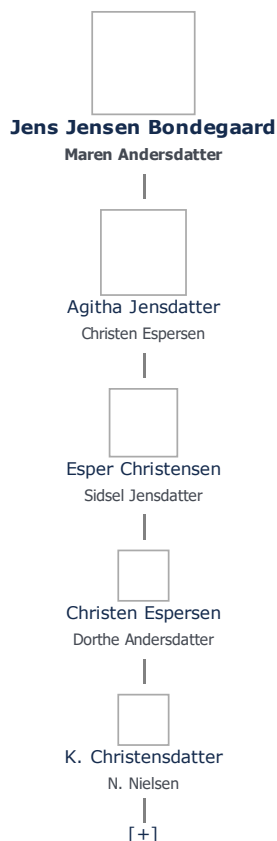 Jens Jensen Bondegaard
Maren Andersdatter
Agitha Jensdatter
Christen Espersen
Esper Christensen
Sidsel Jensdatter
Christen Espersen
Dorthe Andersdatter
K. Christensdatter
N. Nielsen
[+]